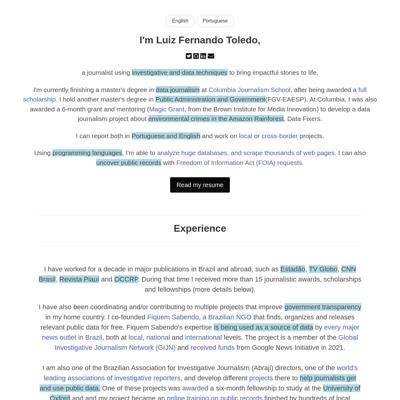 English Portuguese
I'm Luiz Fernando Toledo,
a journalist using investigative and data techniques to bring impactful stories to life.
I'm currently finishing a master's degree in data journalism at Columbia Journalism School, after being awarded a full
scholarship. I hold another master's degree in Public Administration and Government(FGV-EAESP). At Columbia, I was also
awarded a 6-month grant and mentoring (Magic Grant, from the Brown Institute for Media Innovation) to develop a data
journalism project about environmental crimes in the Amazon Rainforest, Data Fixers.
I can report both in Portuguese and English and work on local or cross-border projects.
Using programming languages, I'm able to analyze huge databases, and scrape thousands of web pages. I can also
uncover public records with Freedom of Information Act (FOIA) requests.
Read my resume
Experience
I have worked for a decade in major publications in Brazil and abroad, such as Estadão, TV Globo, CNN
Brasil, Revista Piauí and OCCRP. During that time I received more than 15 journalistic awards, scholarships
and fellowships (more details below).
I have also been coordinating and/or contributing to multiple projects that improve government transparency
in my home country. I co-founded Fiquem Sabendo, a Brazilian NGO that finds, organizes and releases
relevant public data for free. Fiquem Sabendo's expertise is being used as a source of data by every major
news outlet in Brazil, both at local, national and international levels. The project is a member of the Global
Investigative Journalism Network (GIJN) and received funds from Google News Initiative in 2021.
I am also one of the Brazilian Association for Investigative Journalism (Abraji) directors, one of the world's
leading associations of investigative reporters, and develop different projects there to help journalists get
and use public data. One of these projects was awarded a six-month fellowship to study at the University of
Oxford and and my project became an online training on public records finished by hundreds of local